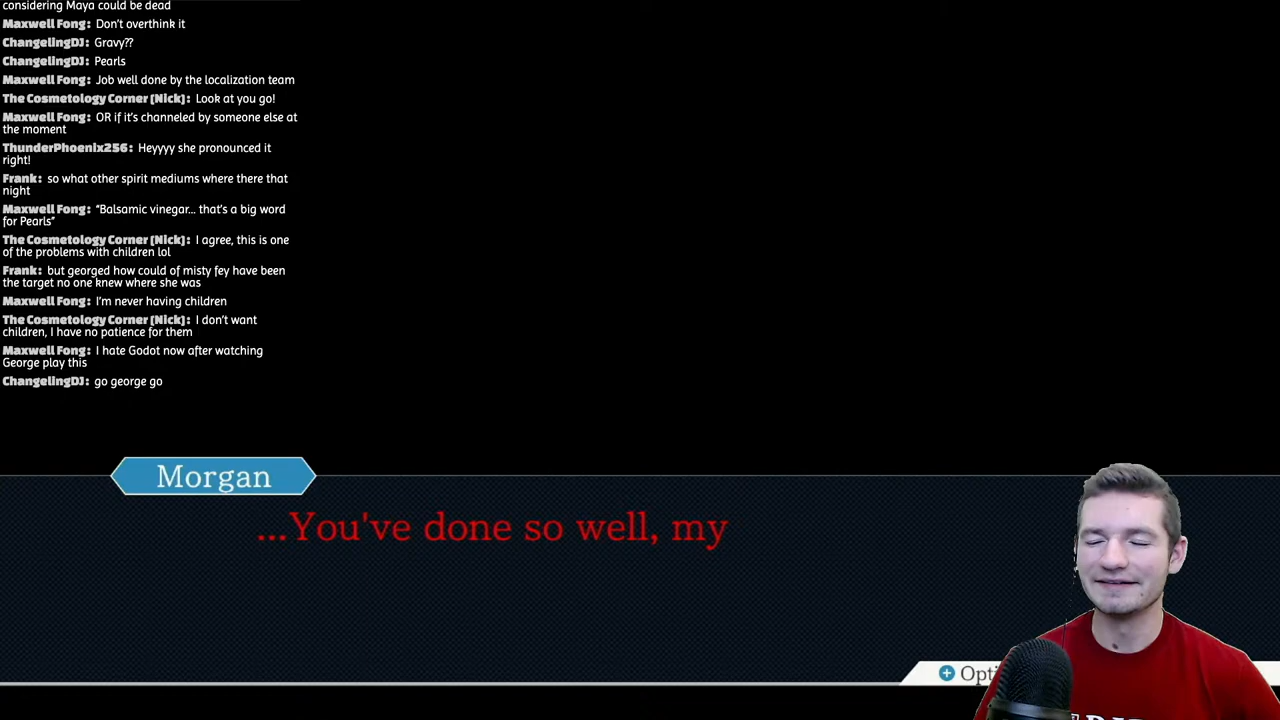 considering Maya could be dead
Maxwell Fong: Don't overthink it
ChangelingDJ: Gravy??
ChangelingDJ: Pearls
Maxwell Fong: Job well done by the localization team
The Cosmetology Corner (Nick): Look at you go!
Maxwell Fong: OR if it's channeled by someone else at
the moment
ThunderPhoenix256: Heyyyy she pronounced it
right!
Frank: so what other spirit mediums where there that
night
Maxwell Fong: "Balsamic vinegar... that's a big word
for Pearls"
The Cosmetology Corner (Nick): I agree, this is one
of the problems with children lol
Frank: but georged how could of misty fey have been
the target no one knew where she was
Maxwell Fong: I'm never having children
The Cosmetology Corner (Nick): I don't want
children, I have no patience for them
Maxwell Fong: I hate Godot now after watching
George play this
ChangelingDJ: go george go
Morgan
...You've done so well, my